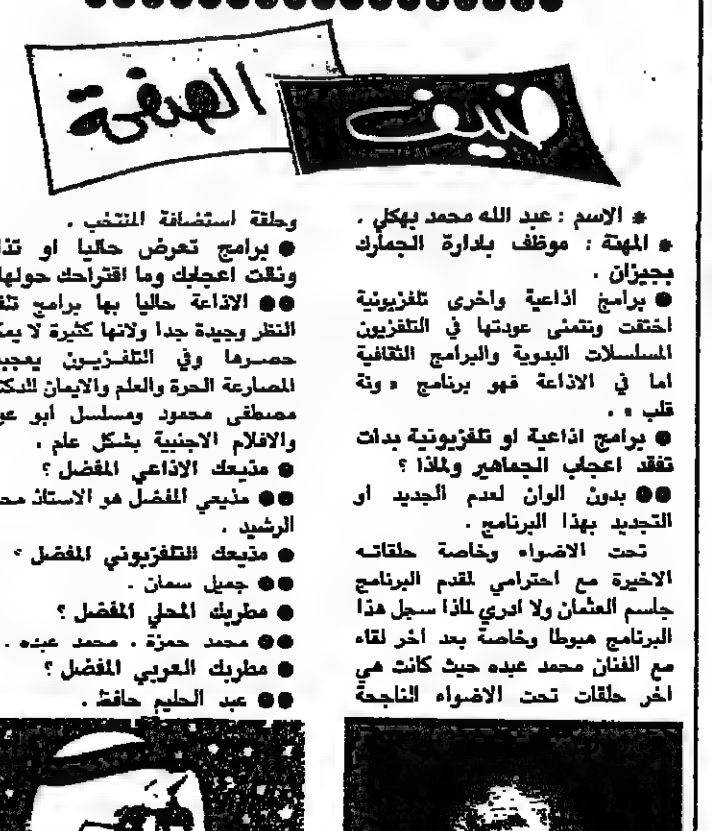 ضيف الصفحة
* الاسم : عبد الله محمد بهكلي .
* المهنة : موظف بادارة الجمارك
بجيزان .
● برامج اذاعية واخرى تلفزيونية
اختفت وتتمنى عودتها في التلفزيون
المسلسلات البدوية والبرامج الثقافية
اما في الاذاعة فهو برنامج « ونة
قلب » .
● برامج اذاعية او تلفزيونية بدات
تفقد اعجاب الجماهير ولماذا ؟
●● بدون الوان لعدم الجديد او
التجديد بهذا البرنامج .
تحت الاضواء وخاصة حلقاته
الاخيرة مع احترامي لمقدم البرنامج
جاسم العثمان ولا ادري لماذا سجل هذا
البرنامج هبوطا وخاصة بعد اخر لقاء
مع الفنان محمد عبده حيث كانت هي
اخر حلقات تحت الاضواء الناجحة
وحلقة استضافة المنتخب .
● برامج تعرض حاليا او
ونالت اعجابك وما اقتراحك حولها
●● الاذاعة حاليا بها برامج
النظر وجيدة جدا ولانها كثيرة لا
حصرها وفي التلفزيون
المصارعة الحرة والعلم والايمان
مصطفى محمود ومسلسل ابو
والافلام الاجنبية بشكل عام .
● مذيعك الاذاعي المفضل ؟
●● مذيعي المفضل هو الاستاذ
الرشيد .
● مذيعك التلفزيوني المفضل ؟
●● جميل سمان .
● مطربك المحلي المفضل ؟
●● محمد حمزة . محمد عبده .
● مطربك العربي المفضل ؟
●● عبد الحليم حافظ .